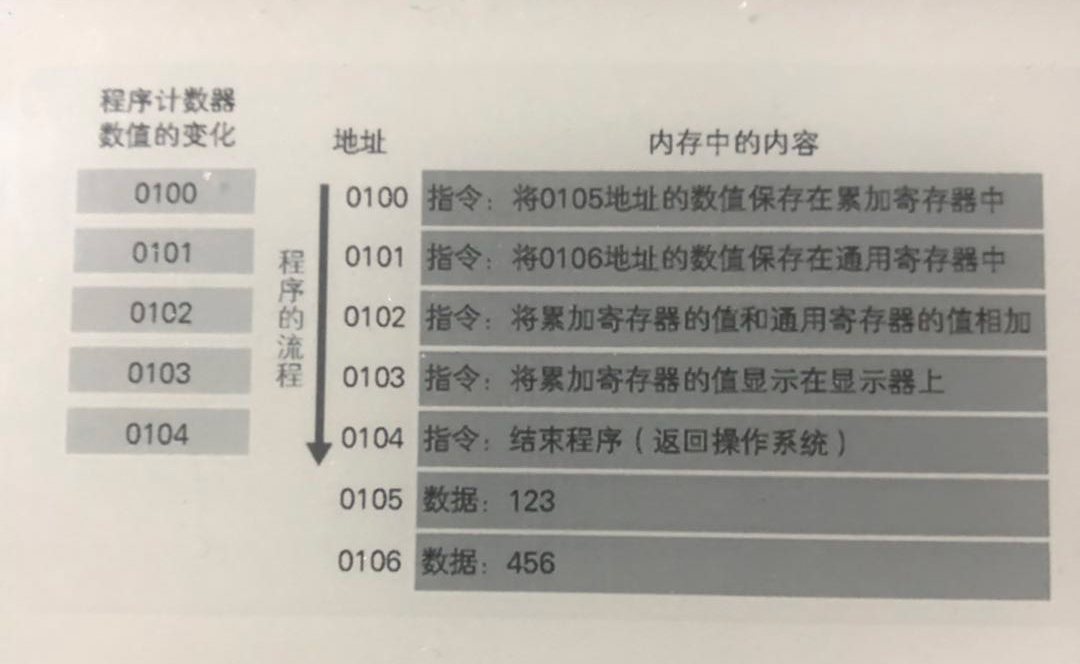 程序计数器
数值的变化
地址
内存中的内容
0100
0100
指令：将0105地址的数值保存在累加寄存器中
0101
0101
指令：将0106地址的数值保存在通用寄存器中
0102
0102
指令：将累加寄存器的值和通用寄存器的值相加
0103
0103
指令：将累加寄存器的值显示在显示器上
0104
0104
指令：结束程序（返回操作系统）
0105
数据：123
0106
数据：456
程序的流程